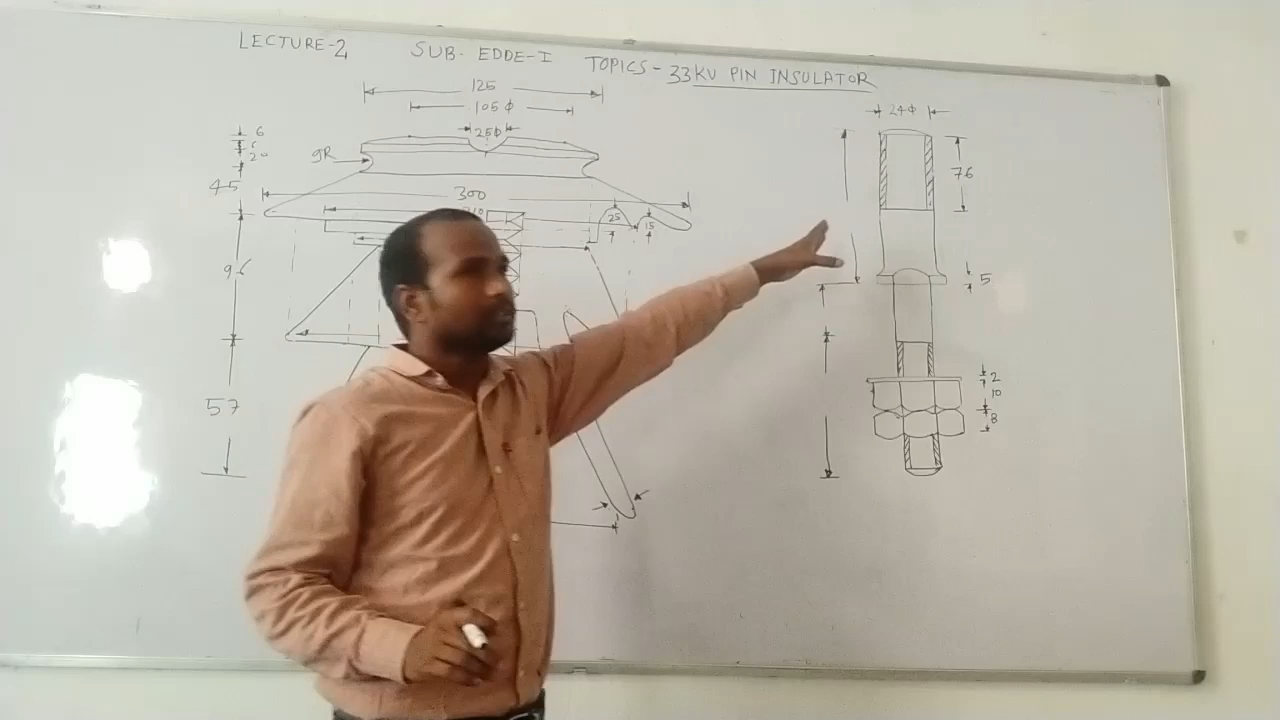 LECTURE-2 SUB- EDDE-I TOPICS- 33KV PIN INSULATOR
125
105 ϕ
25ϕ
6
20
9R
45
300
25
15
57
24ϕ
76
5
2
10
8